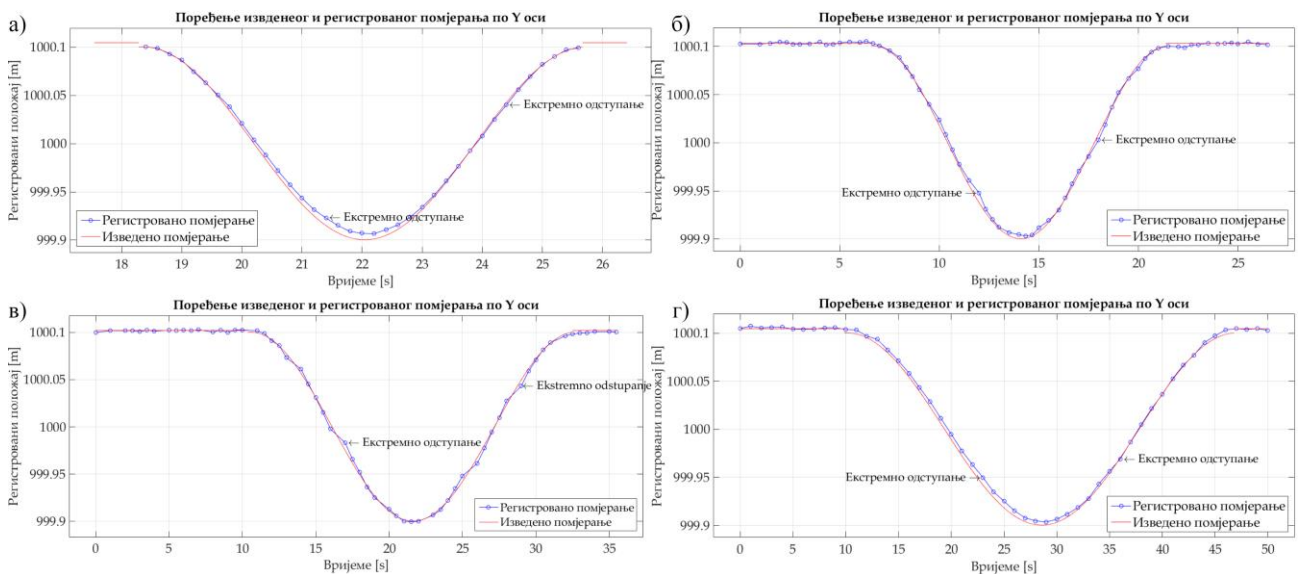 а)
Поређење извденеог и регистрованог помјерања по Y оси
Регистровани положај [m]
1000.1
1000.05
1000
999.95
999.9
Екстремно одступање
Екстремно одступање
Регистровано помјерање
Изведено помјерање
18 19 20 21 22 23 24 25 26
Вријеме [s]
б)
Поређење изведеног и регистрованог помјерања по Y оси
Регистровани положај [m]
1000.1
1000.05
1000
999.95
999.9
Екстремно одступање
Екстремно одступање
Регистровано помјерање
Изведено помјерање
0 5 10 15 20 25
Вријеме [s]
в)
Поређење изведеног и регистрованог помјерања по Y оси
Регистровани положај [m]
1000.1
1000.05
1000
999.95
999.9
Ekstremno odstupanje
Екстремно одступање
Регистровано помјерање
Изведено помјерање
0 5 10 15 20 25 30 35
Вријеме [s]
г)
Поређење изведеног и регистрованог помјерања по Y оси
Регистровани положај [m]
1000.1
1000.05
1000
999.95
999.9
Екстремно одступање
Екстремно одступање
Регистровано помјерање
Изведено помјерање
0 5 10 15 20 25 30 35 40 45 50
Вријеме [s]